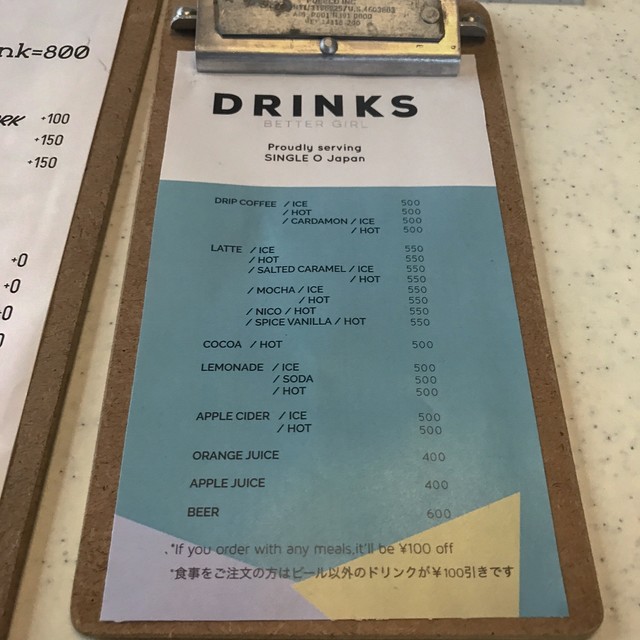 nk=800
+100
+150
+150
+0
+0
DRINKS
BETTER GIRL
Proudly serving
SINGLE O Japan
DRIP COFFEE / ICE 500
/ HOT 500
/ CARDAMON / ICE 500
/ HOT 500
LATTE / ICE 550
/ HOT 550
/ SALTED CARAMEL / ICE 550
/ HOT 550
/ MOCHA / ICE 550
/ HOT 550
/ NICO / HOT 550
/ SPICE VANILLA / HOT 550
COCOA / HOT 500
LEMONADE / ICE 500
/ SODA 500
/ HOT 500
APPLE CIDER / ICE 500
/ HOT 500
ORANGE JUICE 400
APPLE JUICE 400
BEER 600
*If you order with any meals,it'll be ¥100 off
*食事をご注文の方はビール以外のドリンクが￥100引きです